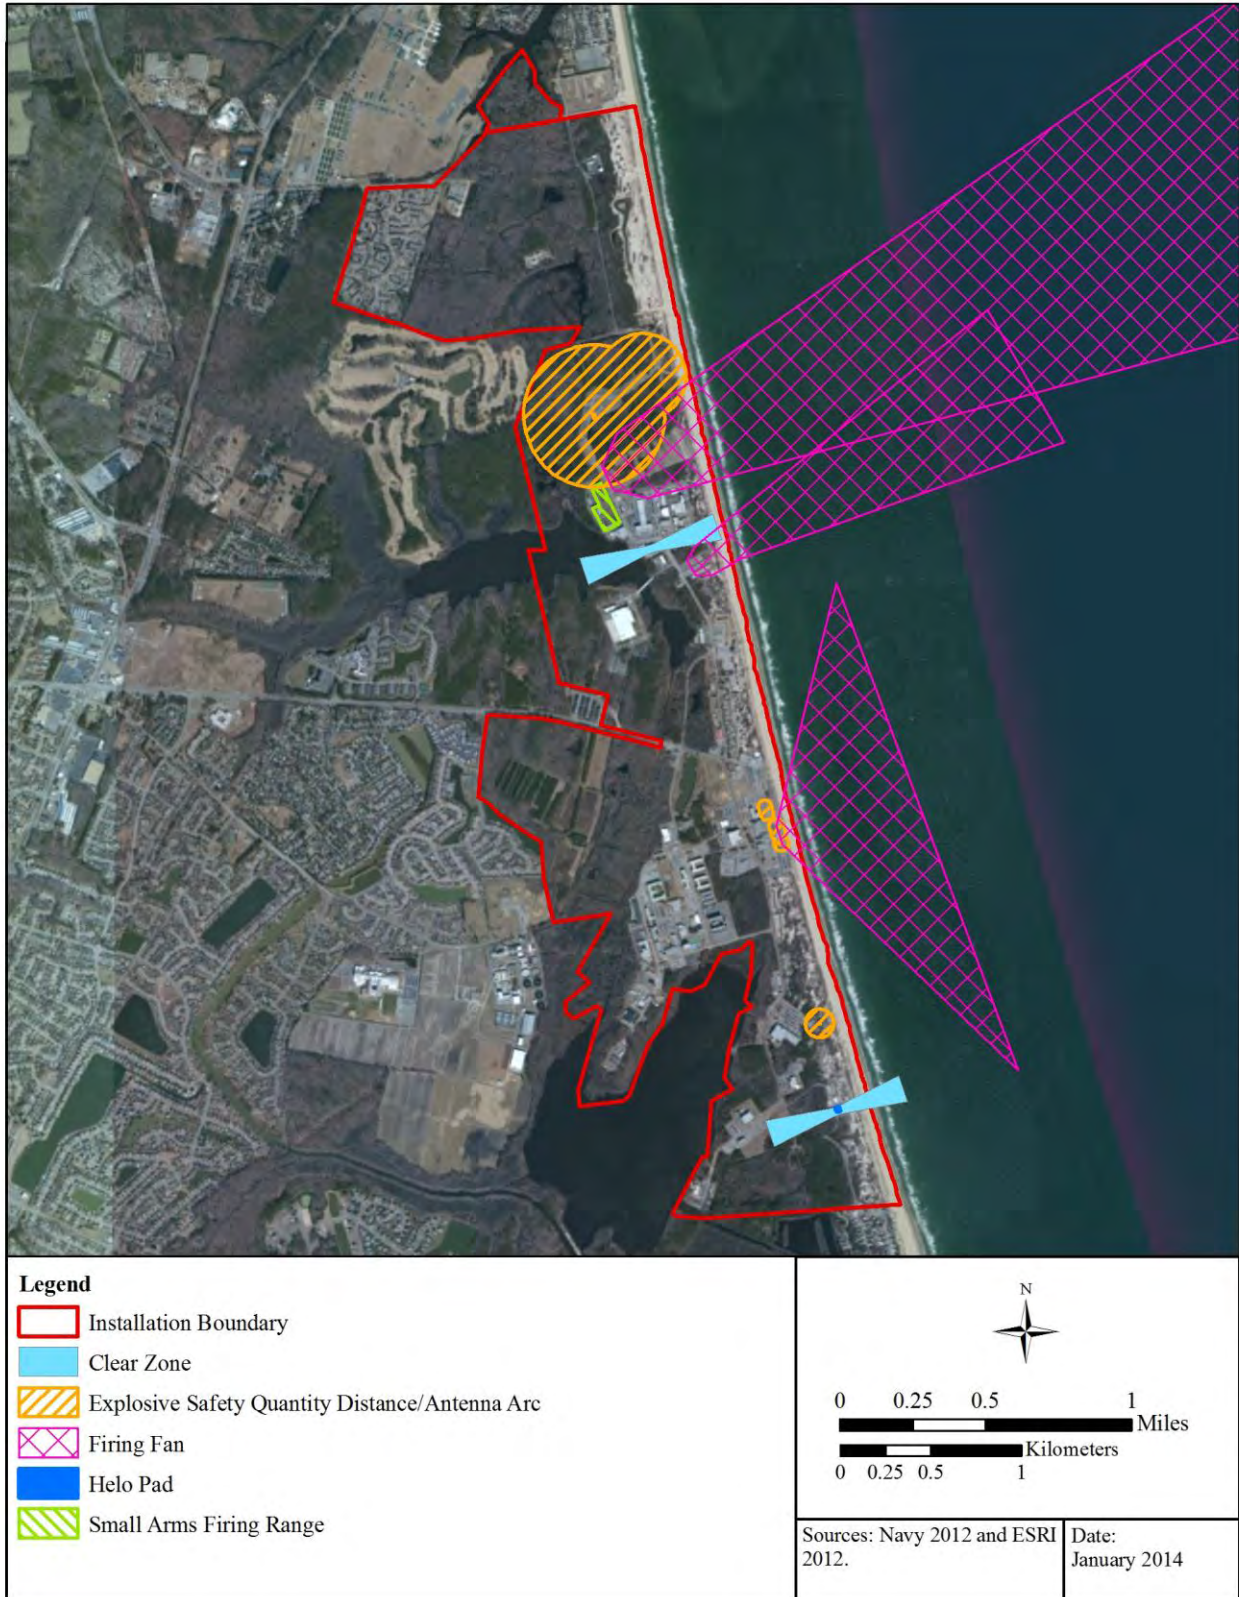 Legend
Installation Boundary
Clear Zone
Explosive Safety Quantity Distance/Antenna Arc
Firing Fan
Helo Pad
Small Arms Firing Range
N
0 0.25 0.5 1
Miles
Kilometers
0 0.25 0.5 1
Sources: Navy 2012 and ESRI
2012.
Date:
January 2014